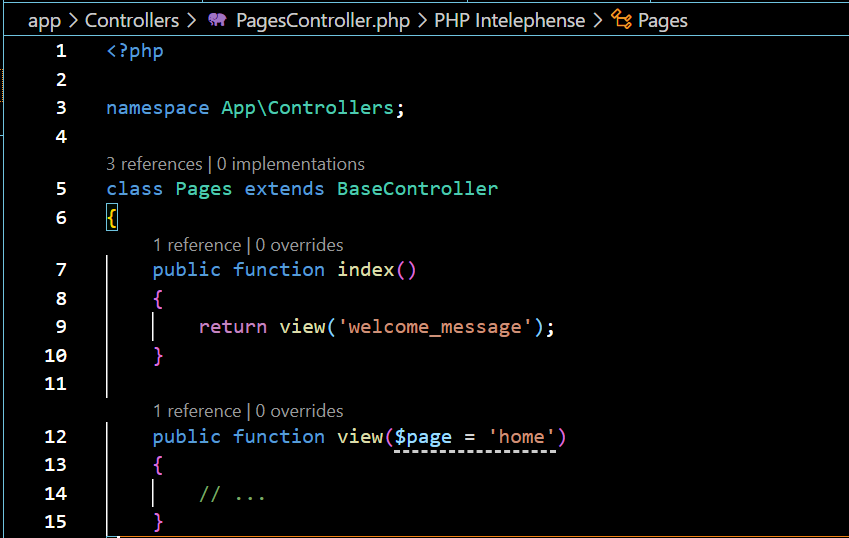 app > Controllers > PagesController.php > PHP Intelephense > Pages
1 <?php
2
3 namespace App\Controllers;
4
3 references | 0 implementations
5 class Pages extends BaseController
6 {
1 reference | 0 overrides
7 public function index()
8 {
9 return view('welcome_message');
10 }
11
1 reference | 0 overrides
12 public function view($page = 'home')
13 {
14 // ...
15 }